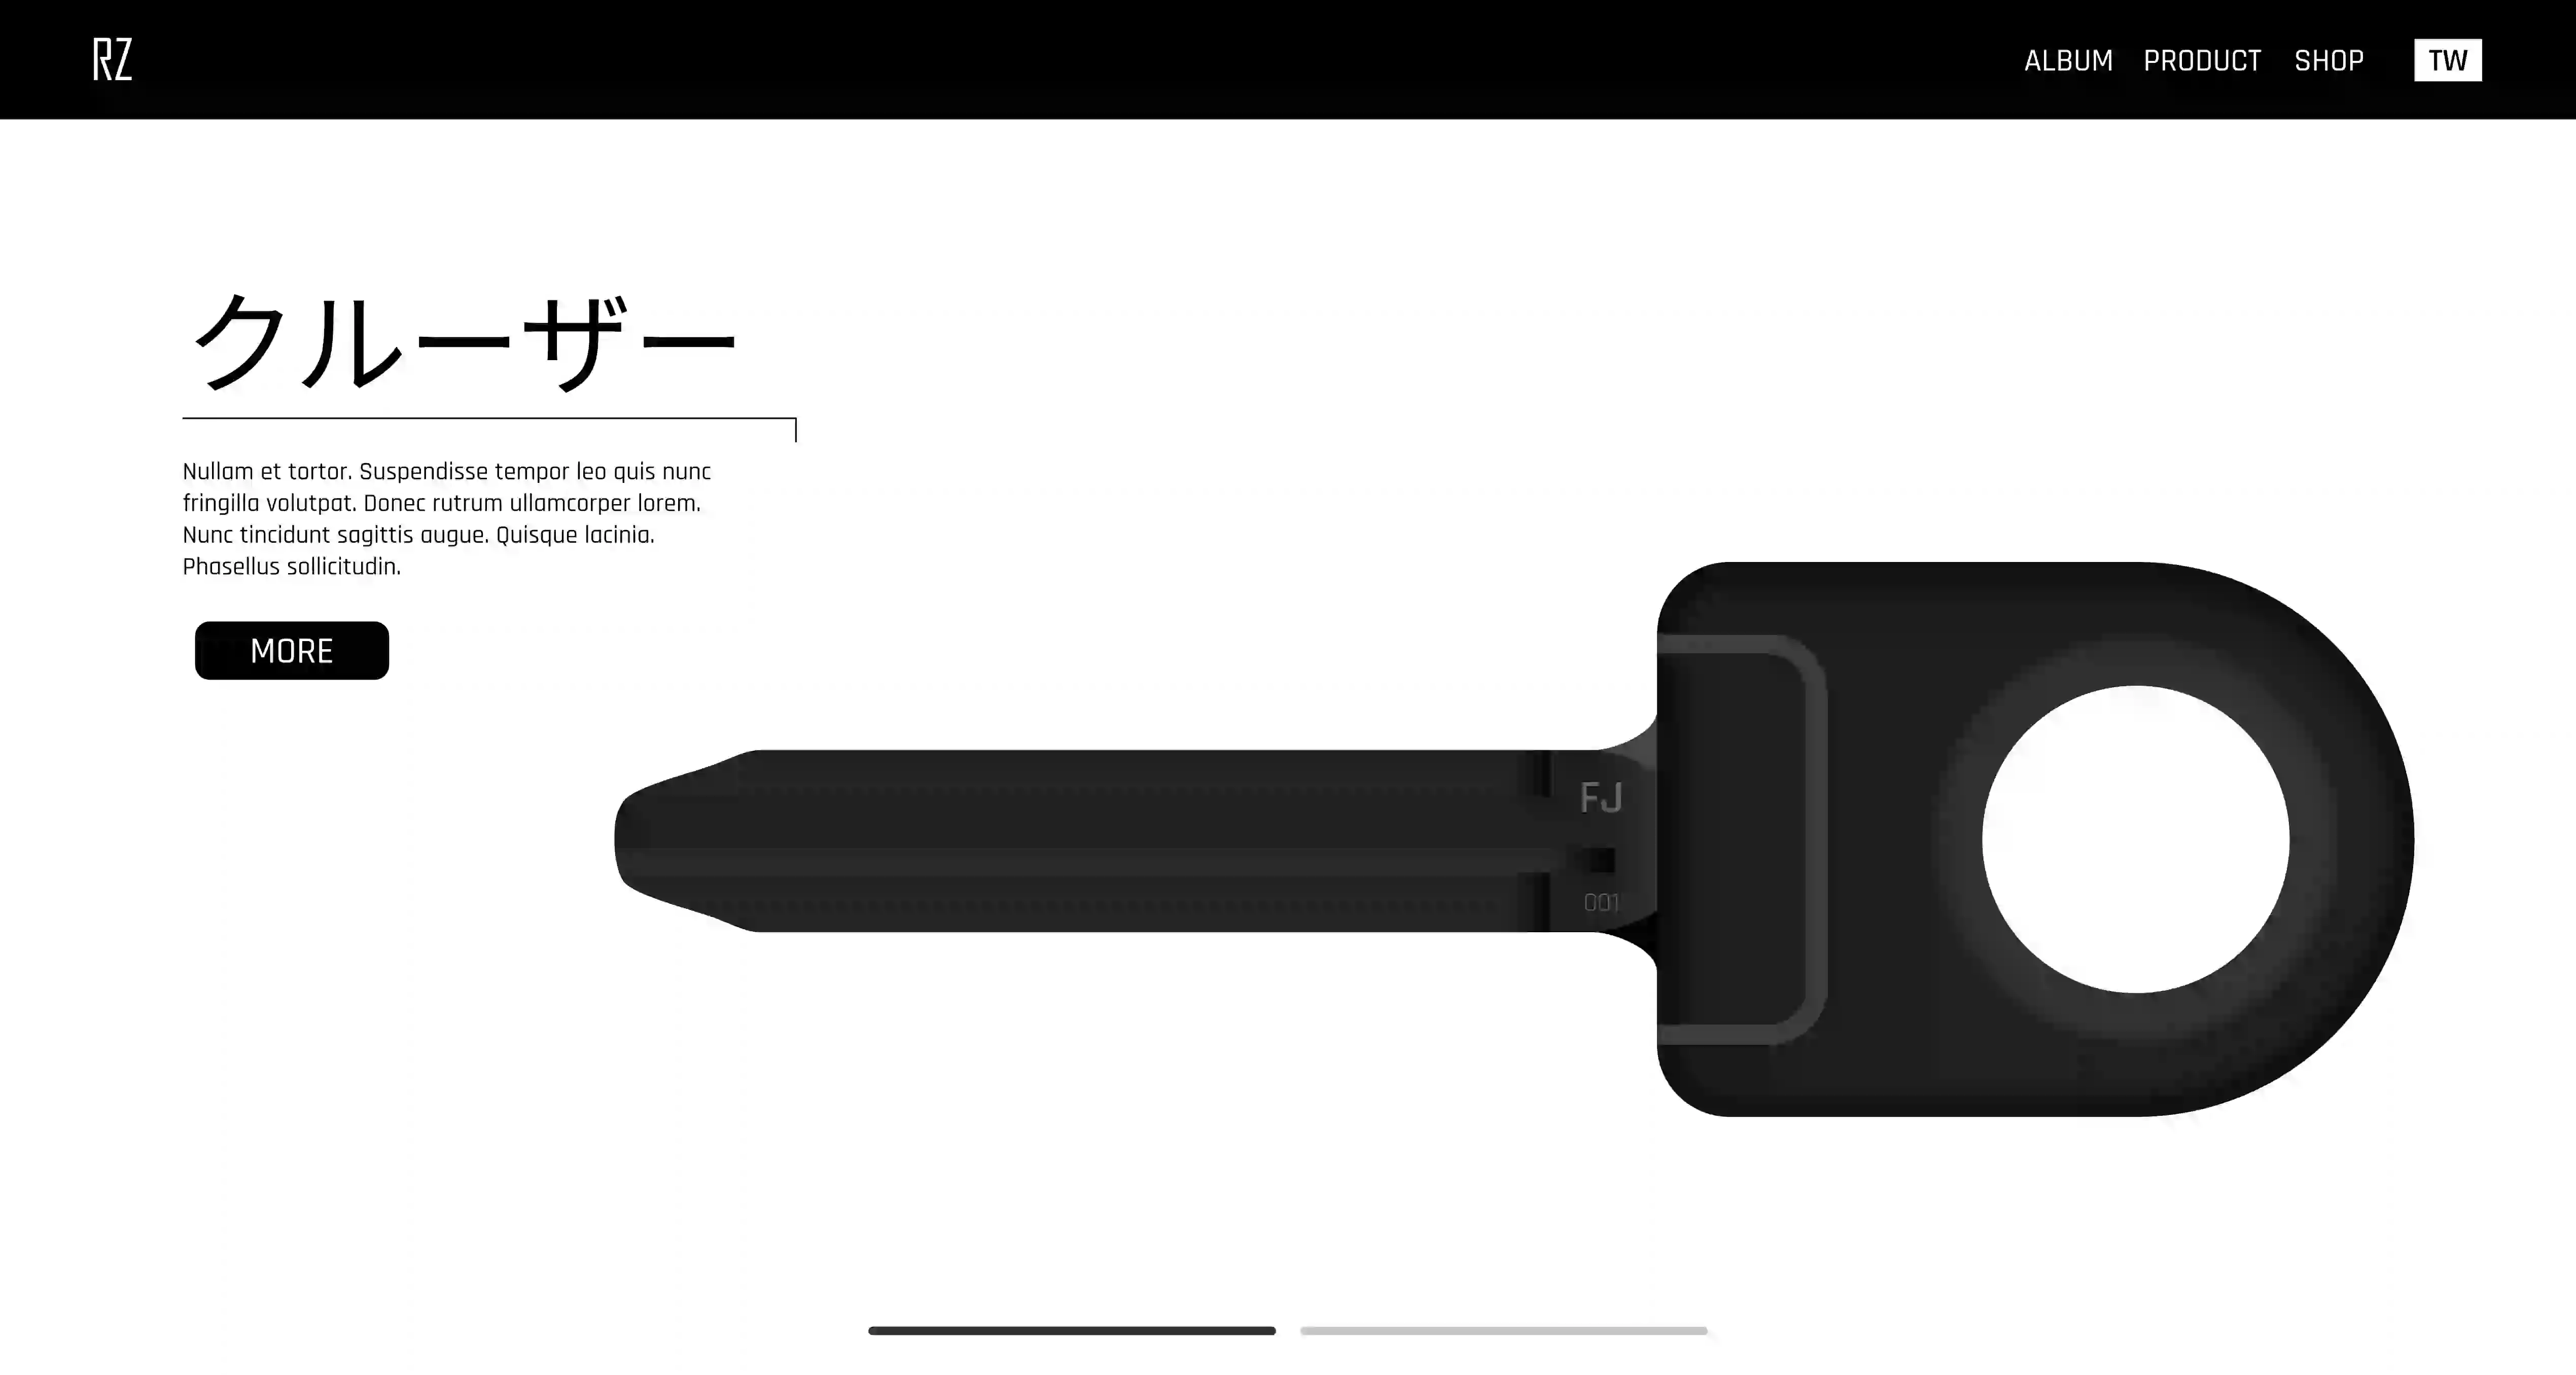 RZ
ALBUM PRODUCT SHOP TW
クルーザー
Nullam et tortor. Suspendisse tempor leo quis nunc
fringilla volutpat. Donec rutrum ullamcorper lorem.
Nunc tincidunt sagittis augue. Quisque lacinia.
Phasellus sollicitudin.
MORE
FJ
001